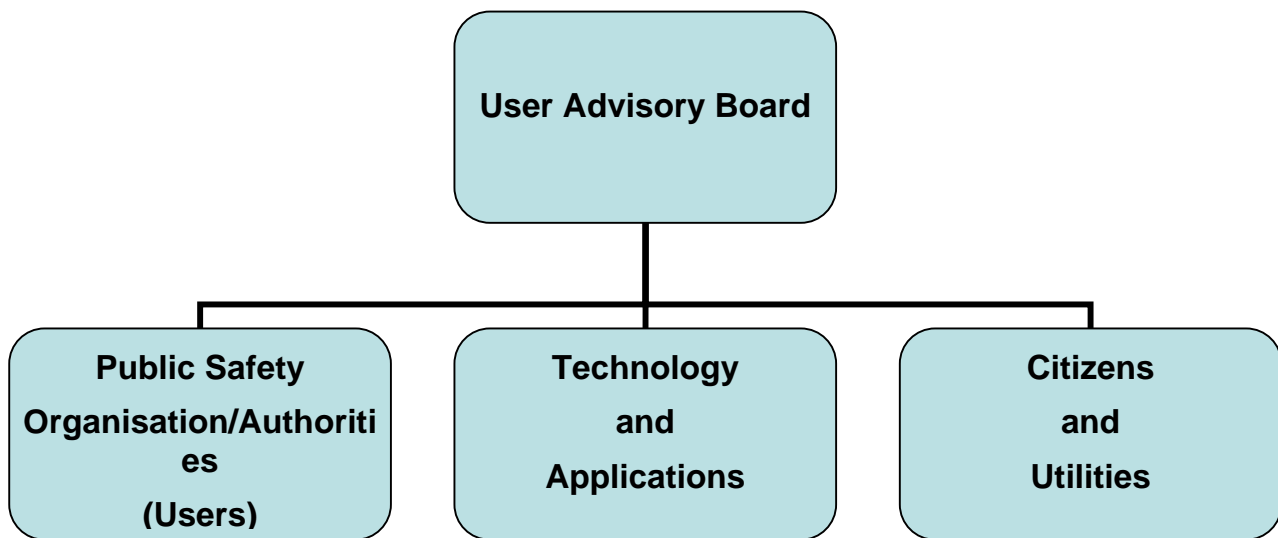 User Advisory Board
Public Safety
Organisation/Authoriti
es
(Users)
Technology
and
Applications
Citizens
and
Utilities